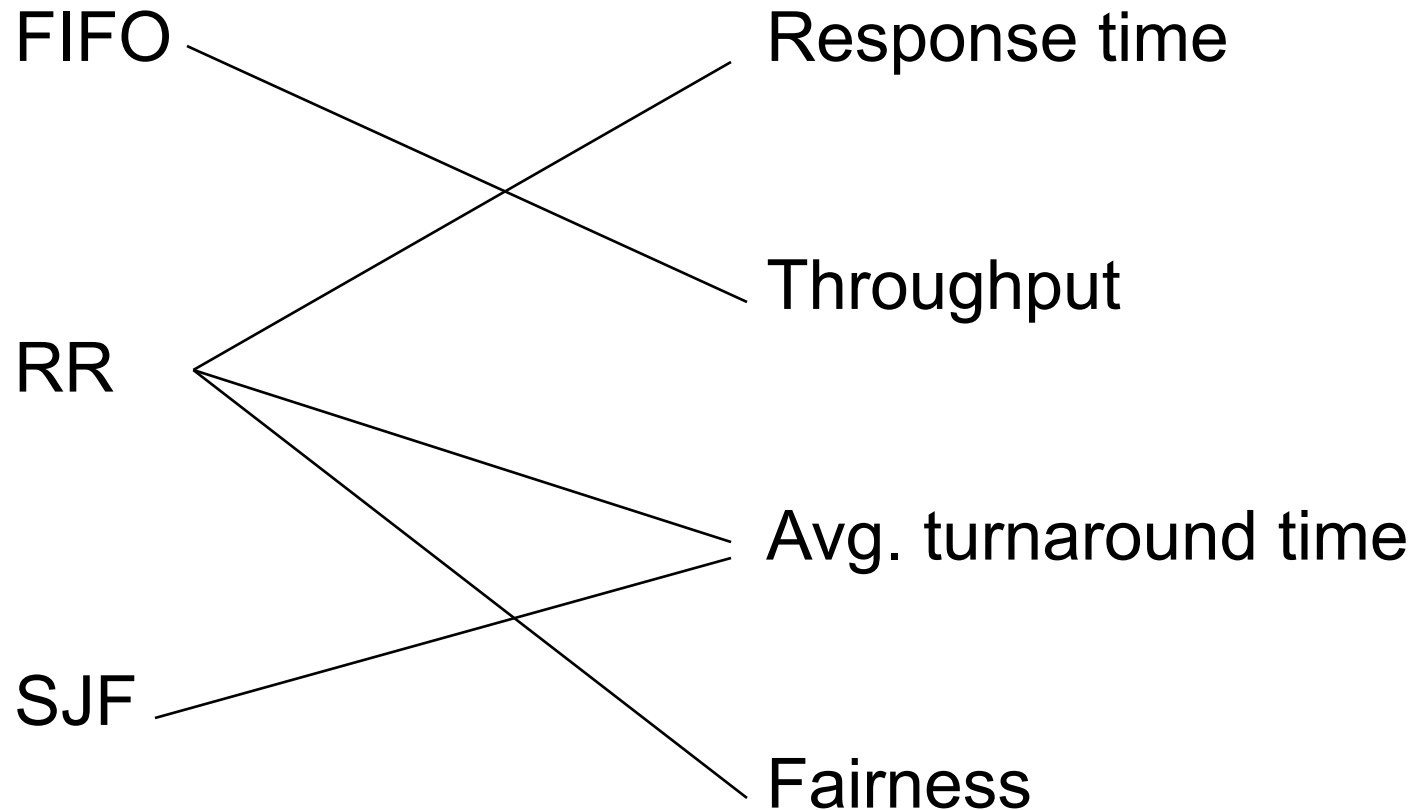 FIFO
Response time
Throughput
RR
Avg. turnaround time
SJF
Fairness